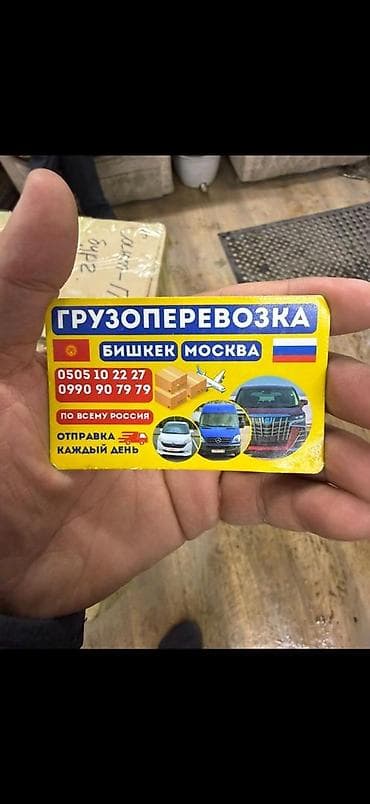 ГРУЗОПЕРЕВОЗКА
БИШКЕК МОСКВА
0505 10 22 27
0990 90 79 79
ПО ВСЕМУ РОССИЯ
ОТПРАВКА
КАЖДЫЙ ДЕНЬ